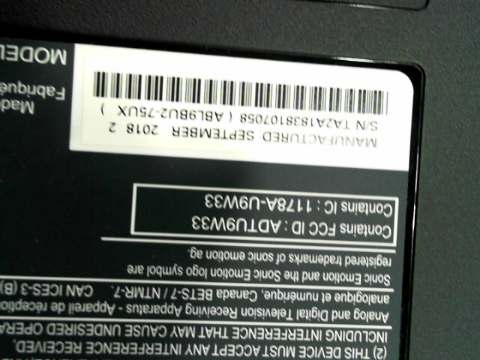 (2) THIS DEVICE MUST ACCEPT ANY INTERFERENCE
INCLUDING INTERFERENCE THAT MAY CAUSE UNDESIRED OPERA
Analog and Digital Television Receiving Apparatus - Appareil de réception
analogique et numérique, Canada BETS-7 / NTMR-7. CAN ICES-3 (B)
Sonic Emotion and the Sonic Emotion logo symbol are
registered trademarks of sonic emotion ag.
Contains FCC ID : ADTU9W33
Contains IC : 1178A-U9W33
MANUFACTURED SEPTEMBER 2018 2
S/N TA2A1838107058 ( ABL9BU2-75UX )
Made
Fabriqué
MODEL